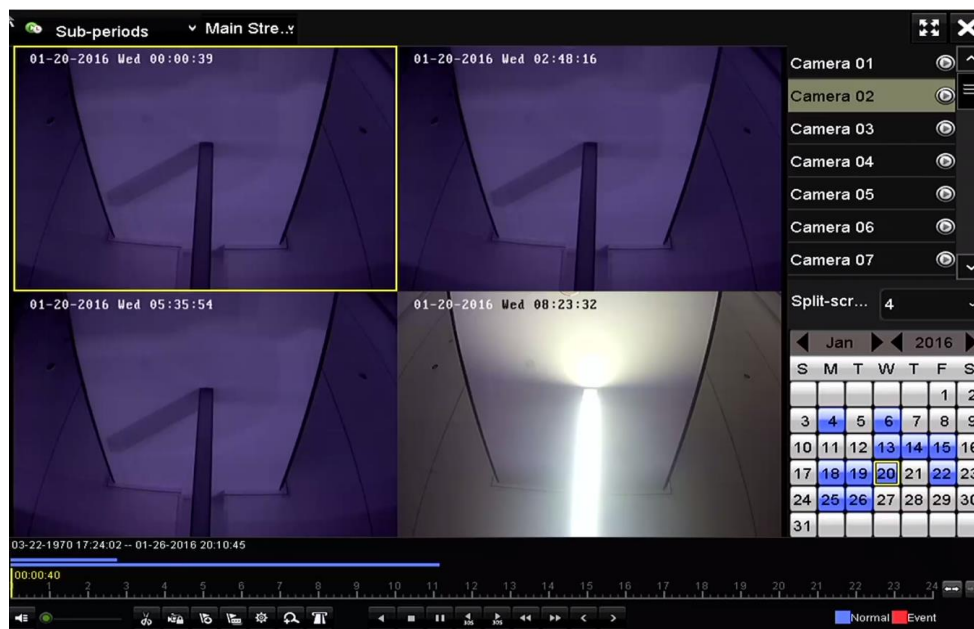 Sub-periods Main Stre..
01-20-2016 Wed 00:00:39
01-20-2016 Wed 02:48:16
01-20-2016 Wed 05:35:54
01-20-2016 Wed 08:23:32
Camera 01
Camera 02
Camera 03
Camera 04
Camera 05
Camera 06
Camera 07
Split-scr... 4
Jan 2016
S M T W T F S
1 2
3 4 5 6 7 8 9
10 11 12 13 14 15 16
17 18 19 20 21 22 23
24 25 26 27 28 29 30
31
03-22-1970 17:24:02 -- 01-26-2016 20:10:45
00:00:40
1 2 3 4 5 6 7 8 9 10 11 12 13 14 15 16 17 18 19 20 21 22 23 24
30S 30S
Normal Event